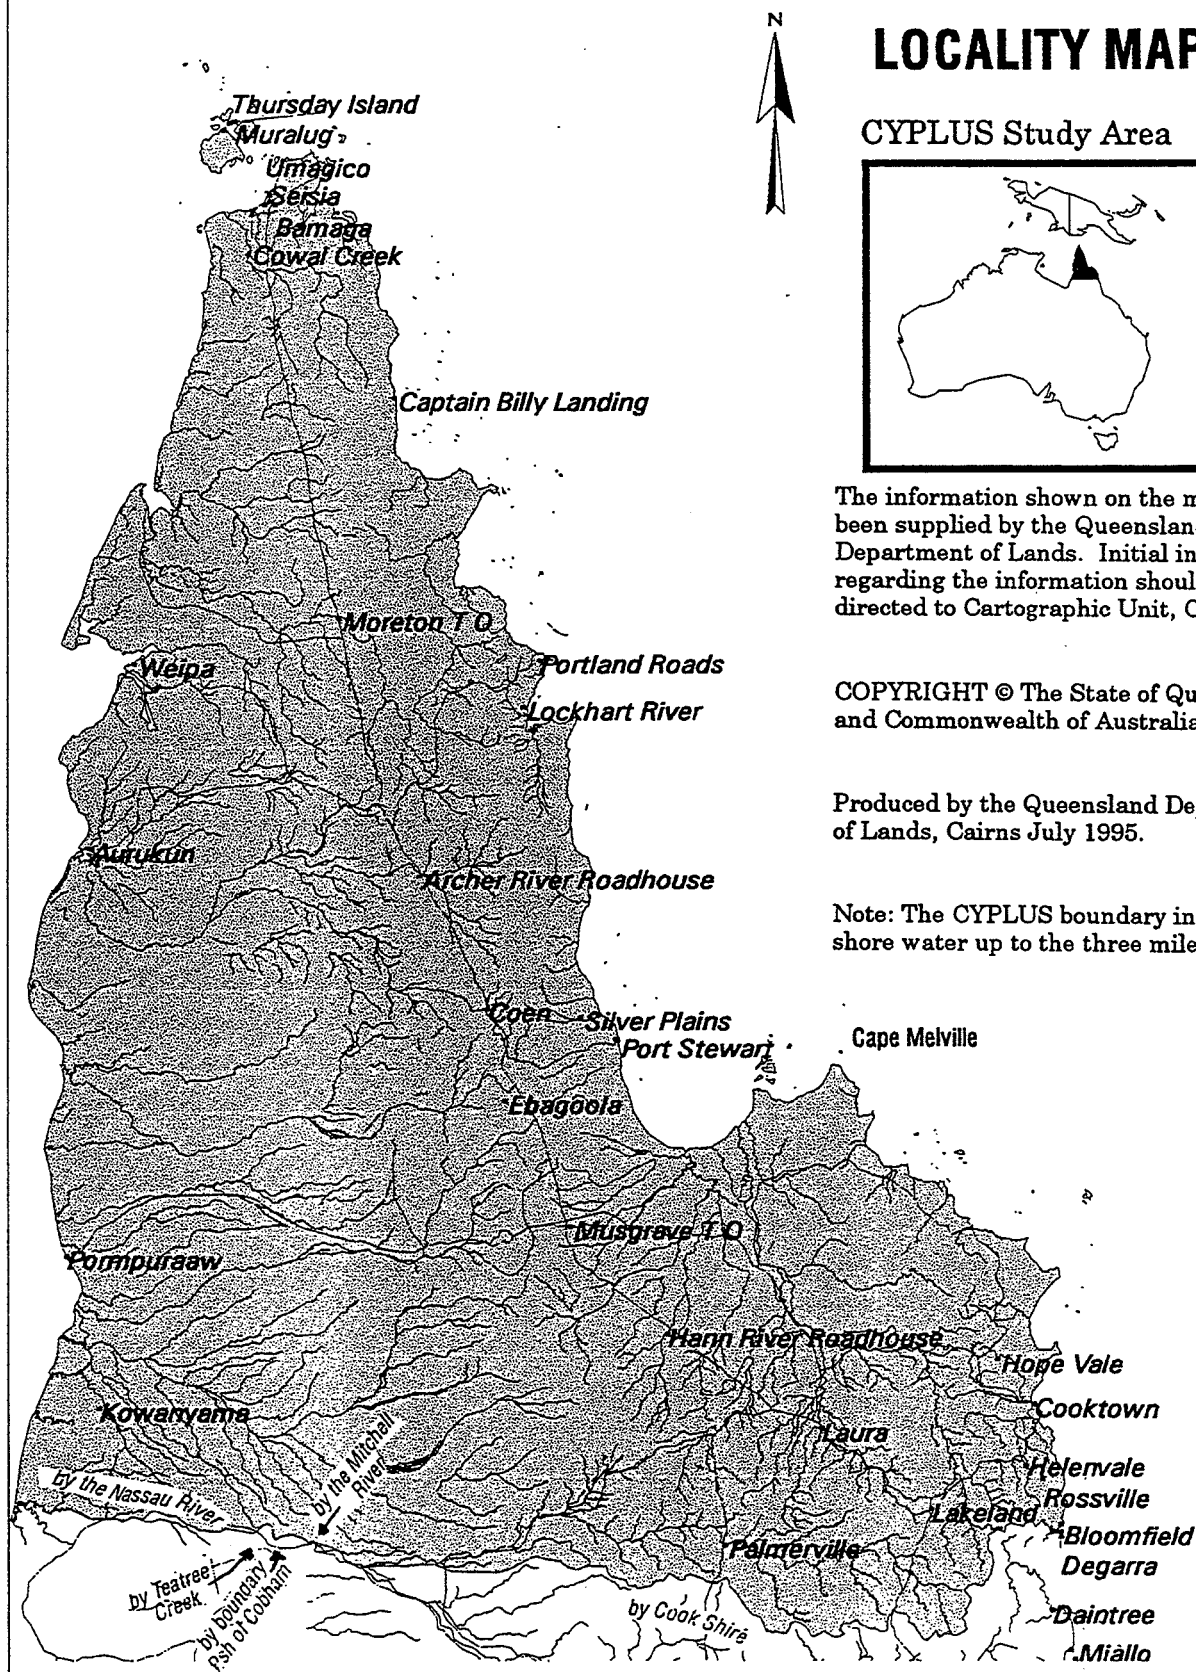 N
LOCALITY MAP
CYPLUS Study Area
Thursday Island
Muralug
Umagico
Seisia
Bamaga
Cowal Creek
Captain Billy Landing
The information shown on the m
been supplied by the Queenslan
Department of Lands. Initial in
regarding the information shoul
directed to Cartographic Unit, C
Moreton T O
Weipa
Portland Roads
Lockhart River
COPYRIGHT © The State of Qu
and Commonwealth of Australia
Produced by the Queensland De
of Lands, Cairns July 1995.
Aurukun
Archer River Roadhouse
Note: The CYPLUS boundary in
shore water up to the three mile
Coen
Silver Plains
Port Stewart
Cape Melville
Ebagoola
Musgrave T O
Pormpuraaw
Hann River Roadhouse
Hope Vale
Kowanyama
Cooktown
Laura
by the Mitchell
River
Helenvale
by the Nassau River
Rossville
Lakeland
Bloomfield
Palmerville
Degarra
by Teatree
Creek
by boundary
Psh of Cobham
by Cook Shire
Daintree
Miallo